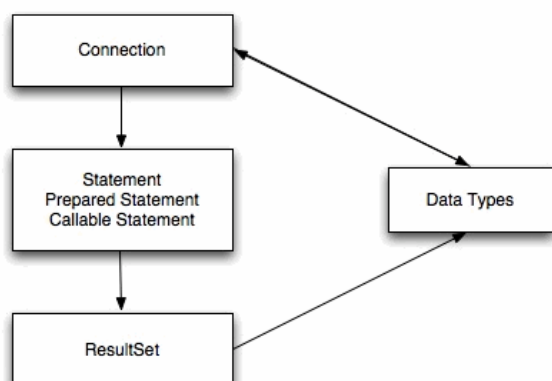 Connection
Statement
Prepared Statement
Callable Statement
Data Types
ResultSet